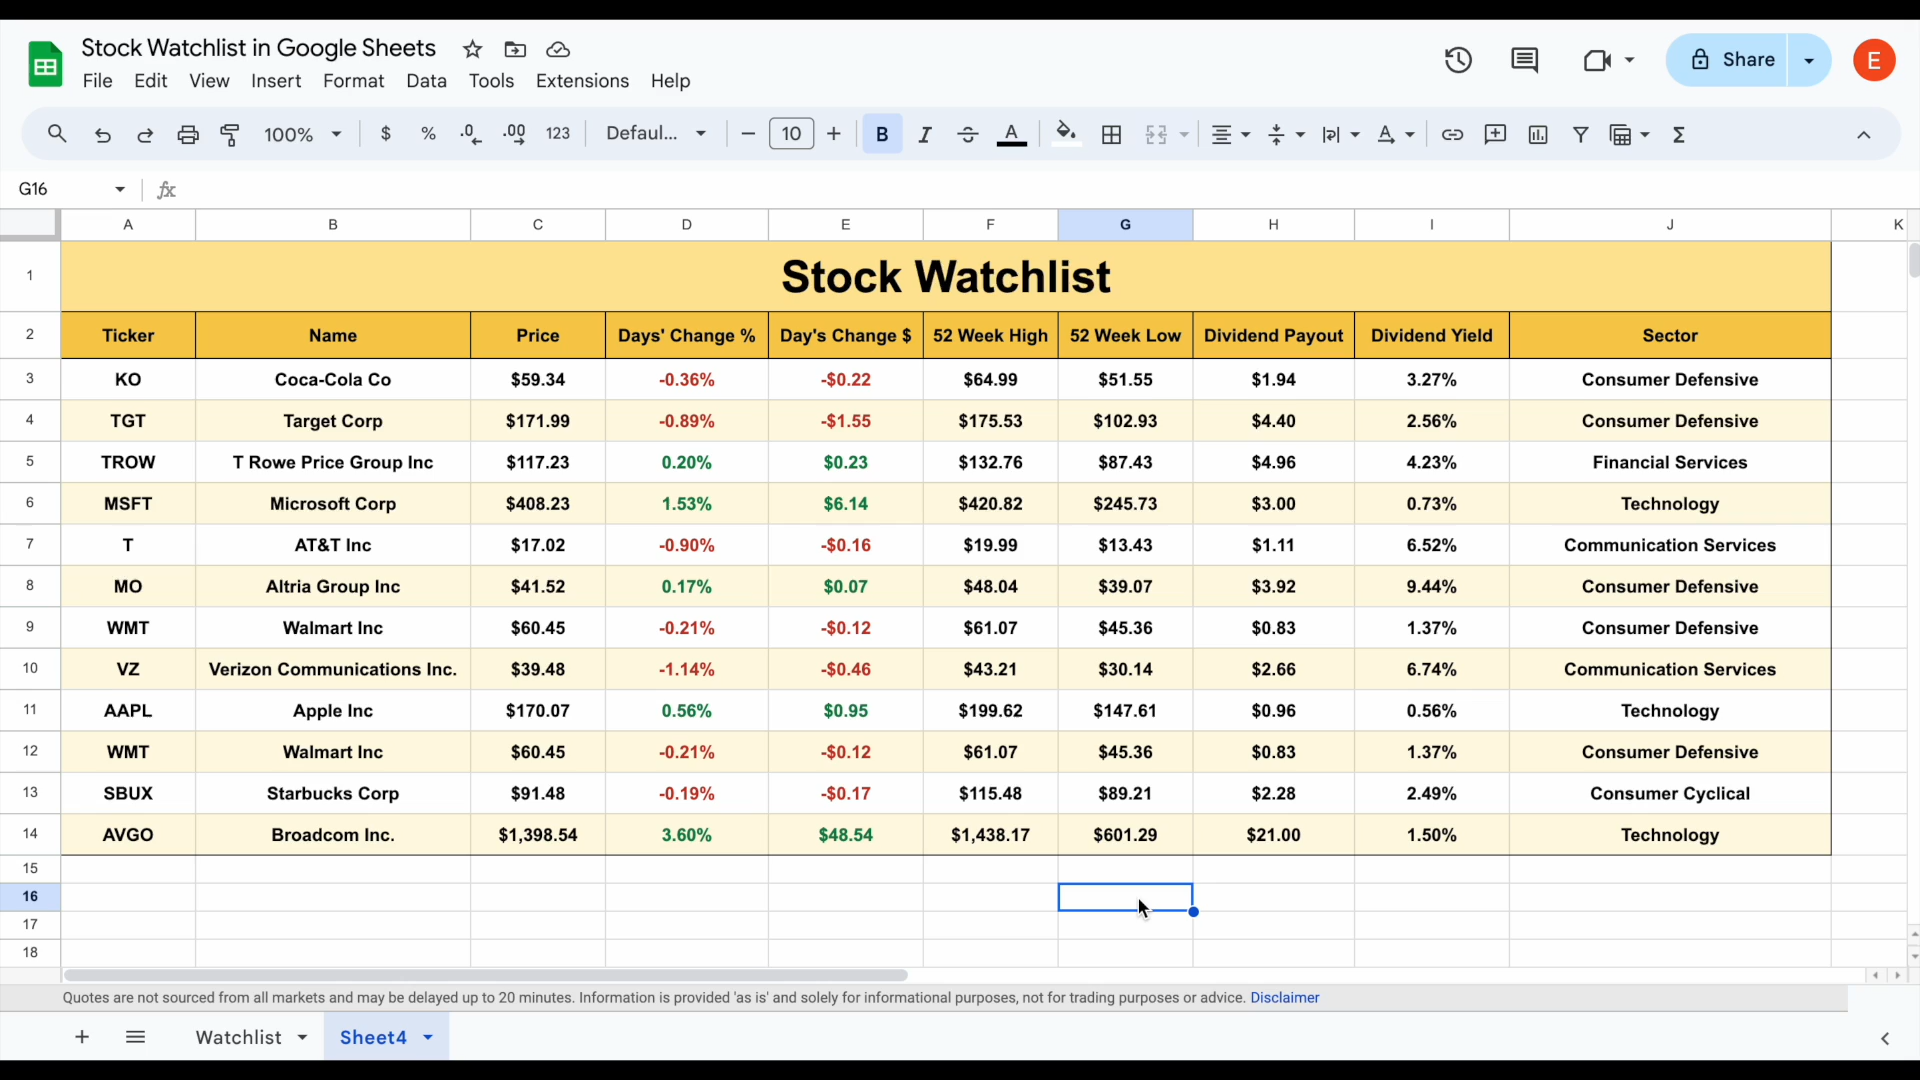 Stock Watchlist in Google Sheets
File Edit View Insert Format Data Tools Extensions Help
Share
E
100% $ % .0 .00 123 Defaul... 10 B I S A
G16 fx
A B C D E F G H I J K
1 Stock Watchlist
2 Ticker Name Price Days' Change % Day's Change $ 52 Week High 52 Week Low Dividend Payout Dividend Yield Sector
3 KO Coca-Cola Co $59.34 -0.36% -$0.22 $64.99 $51.55 $1.94 3.27% Consumer Defensive
4 TGT Target Corp $171.99 -0.89% -$1.55 $175.53 $102.93 $4.40 2.56% Consumer Defensive
5 TROW T Rowe Price Group Inc $117.23 0.20% $0.23 $132.76 $87.43 $4.96 4.23% Financial Services
6 MSFT Microsoft Corp $408.23 1.53% $6.14 $420.82 $245.73 $3.00 0.73% Technology
7 T AT&T Inc $17.02 -0.90% -$0.16 $19.99 $13.43 $1.11 6.52% Communication Services
8 MO Altria Group Inc $41.52 0.17% $0.07 $48.04 $39.07 $3.92 9.44% Consumer Defensive
9 WMT Walmart Inc $60.45 -0.21% -$0.12 $61.07 $45.36 $0.83 1.37% Consumer Defensive
10 VZ Verizon Communications Inc. $39.48 -1.14% -$0.46 $43.21 $30.14 $2.66 6.74% Communication Services
11 AAPL Apple Inc $170.07 0.56% $0.95 $199.62 $147.61 $0.96 0.56% Technology
12 WMT Walmart Inc $60.45 -0.21% -$0.12 $61.07 $45.36 $0.83 1.37% Consumer Defensive
13 SBUX Starbucks Corp $91.48 -0.19% -$0.17 $115.48 $89.21 $2.28 2.49% Consumer Cyclical
14 AVGO Broadcom Inc. $1,398.54 3.60% $48.54 $1,438.17 $601.29 $21.00 1.50% Technology
15
16
17
18
Quotes are not sourced from all markets and may be delayed up to 20 minutes. Information is provided 'as is' and solely for informational purposes, not for trading purposes or advice. Disclaimer
Watchlist Sheet4